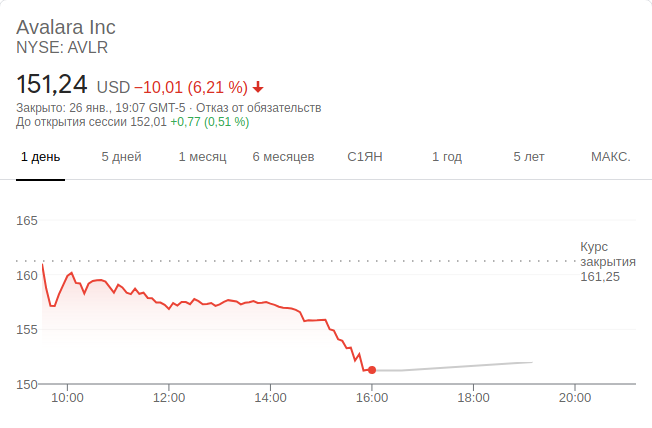 Avalara Inc
NYSE: AVLR
151,24 USD −10,01 (6,21 %)
Закрыто: 26 янв., 19:07 GMT-5 · Отказ от обязательств
До открытия сессии 152,01 +0,77 (0,51 %)
1 день 5 дней 1 месяц 6 месяцев С1ЯН 1 год 5 лет МАКС.
165
Курс
закрытия
161,25
160
155
150
10:00 12:00 14:00 16:00 18:00 20:00